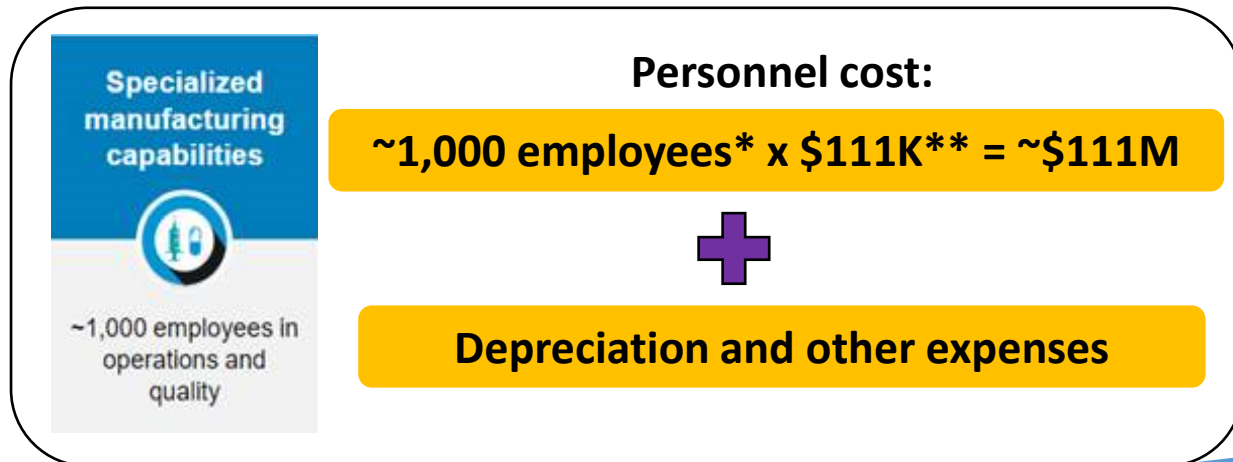 Specialized
manufacturing
capabilities
~1,000 employees in
operations and
quality
Personnel cost:
~1,000 employees* x $111K** = ~$111M
Depreciation and other expenses